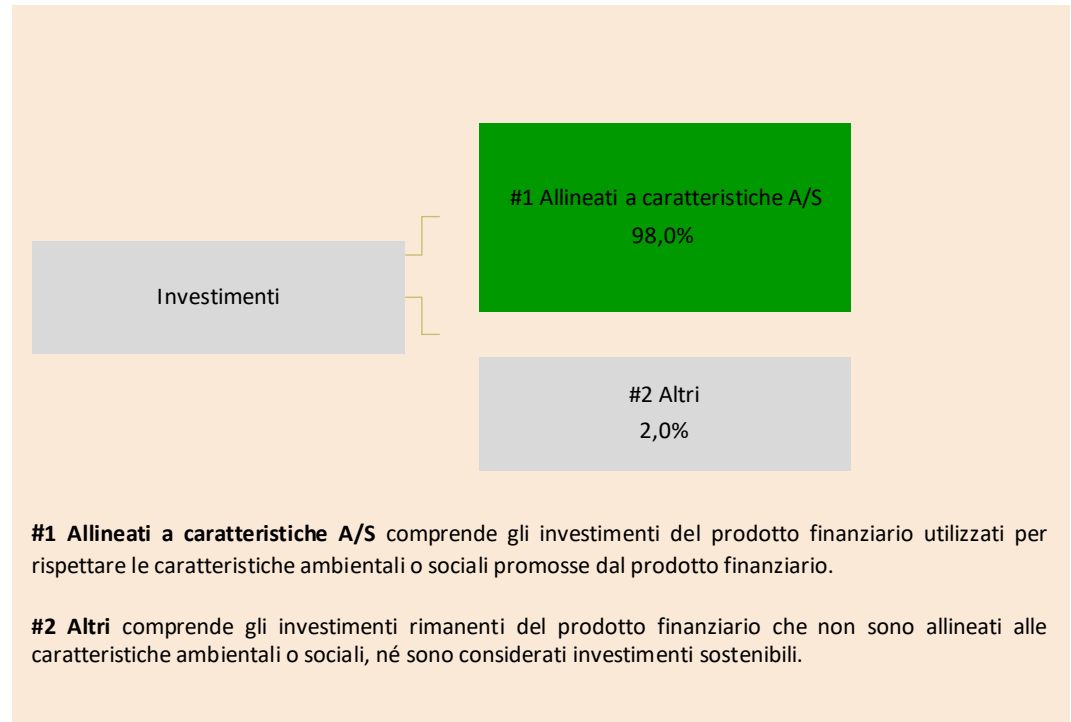 #1 Allineati a caratteristiche A/S
98,0%
Investimenti
#2 Altri
2,0%
#1 Allineati a caratteristiche A/S comprende gli investimenti del prodotto finanziario utilizzati per
rispettare le caratteristiche ambientali o sociali promosse dal prodotto finanziario.
#2 Altri comprende gli investimenti rimanenti del prodotto finanziario che non sono allineati alle
caratteristiche ambientali o sociali, né sono considerati investimenti sostenibili.